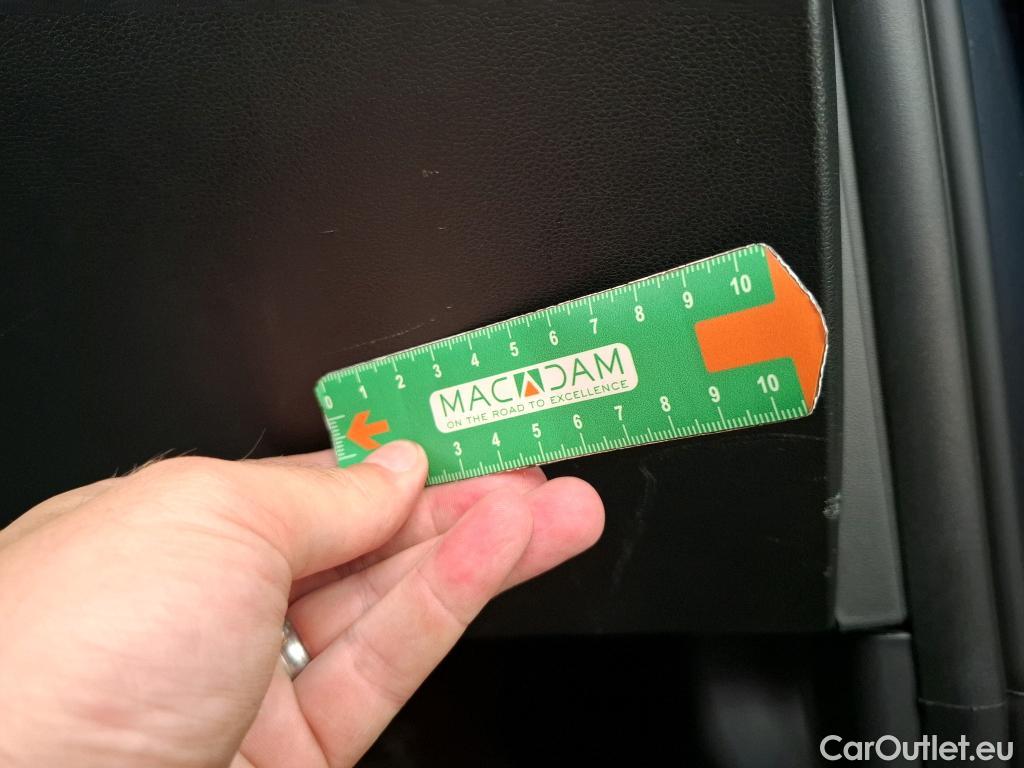 0 1 2 3 4 5 6 7 8 9 10
MACADAM
ON THE ROAD TO EXCELLENCE
3 4 5 6 7 8 9 10
CarOutlet.eu